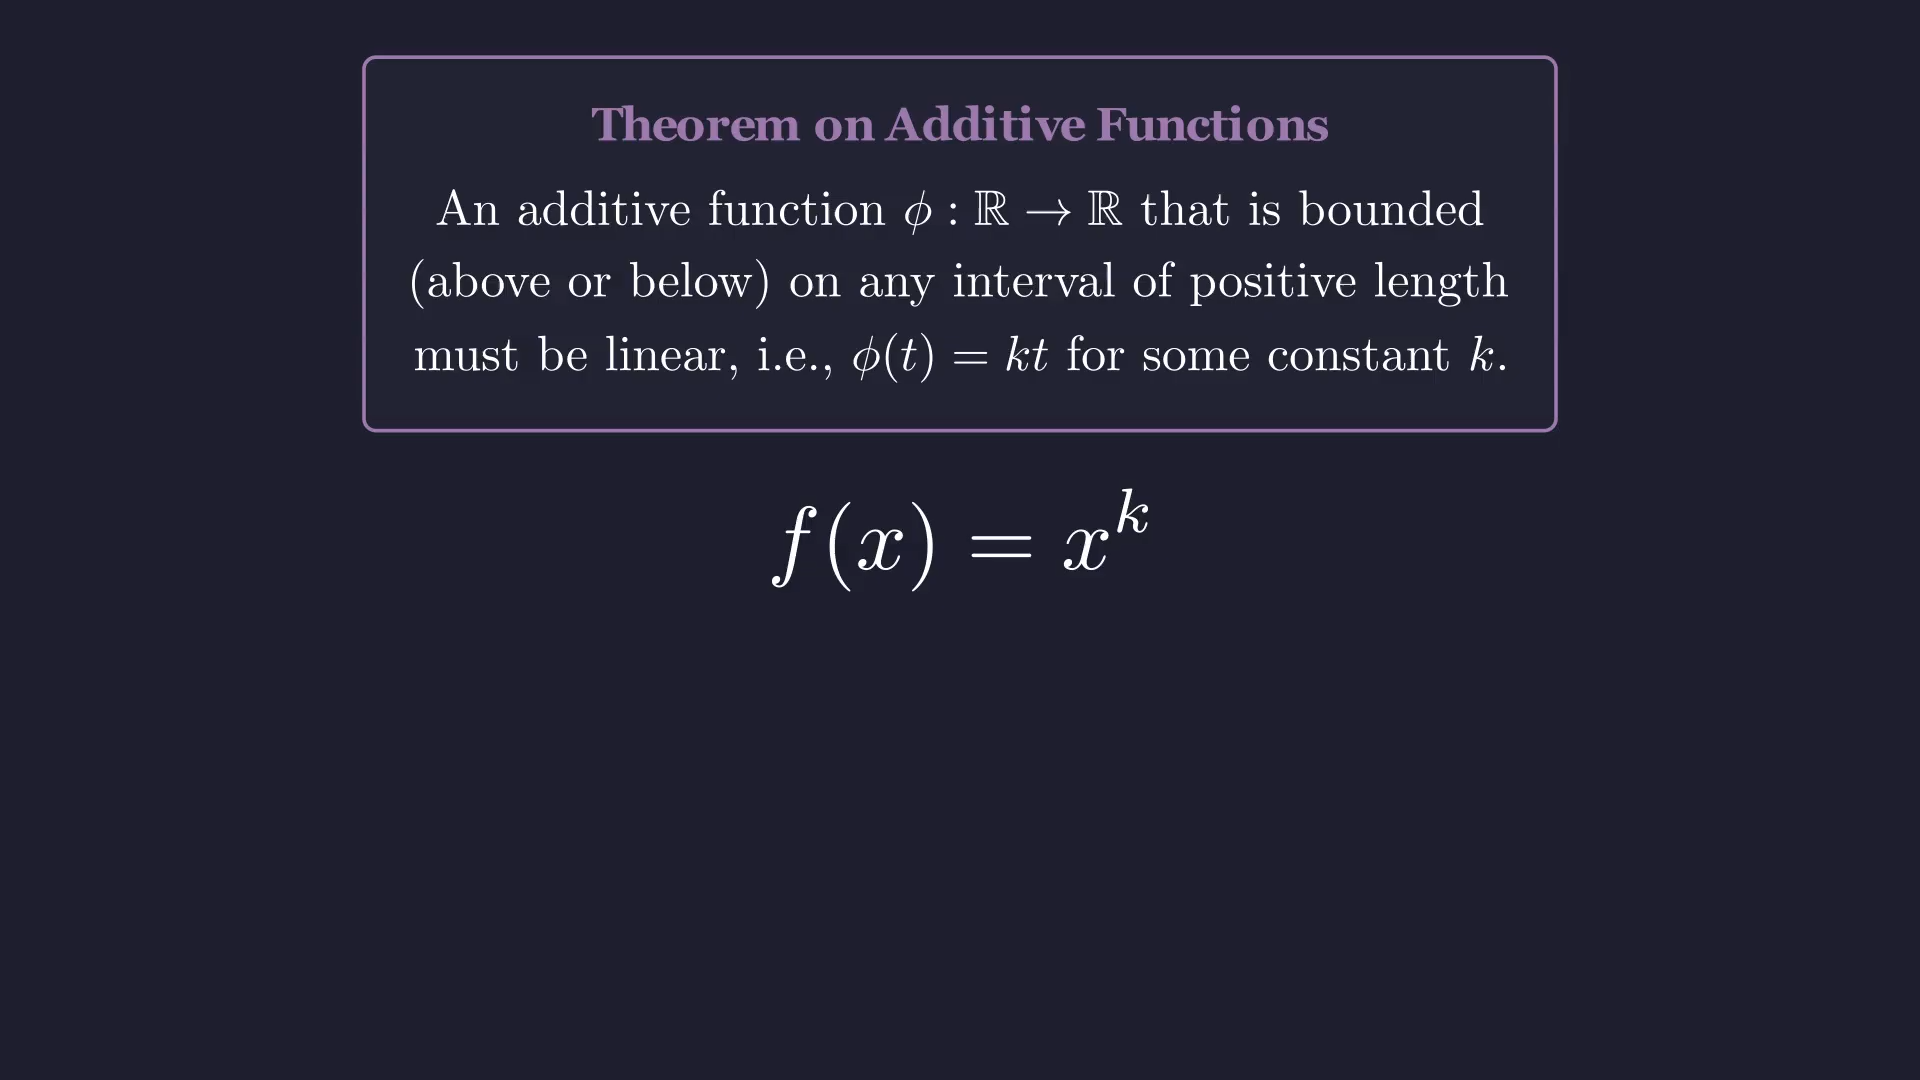 Theorem on Additive Functions
An additive function ϕ : ℝ → ℝ that is bounded
(above or below) on any interval of positive length
must be linear, i.e., ϕ(t) = kt for some constant k.
f(x) = x^k